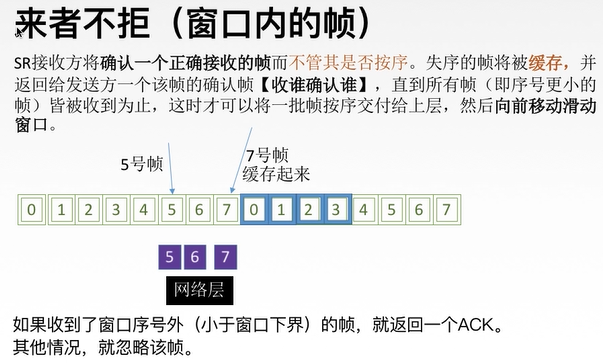 来者不拒（窗口内的帧）
SR接收方将确认一个正确接收的帧而不管其是否按序。失序的帧将被缓存，并
返回给发送方一个该帧的确认帧【收谁确认谁】，直到所有帧（即序号更小的
帧）皆被收到为止，这时才可以将一批帧按序交付给上层，然后向前移动滑动
窗口。
5号帧
7号帧
缓存起来
0 1 2 3 4 5 6 7 0 1 2 3 4 5 6 7
5 6 7
网络层
如果收到了窗口序号外（小于窗口下界）的帧，就返回一个ACK。
其他情况，就忽略该帧。